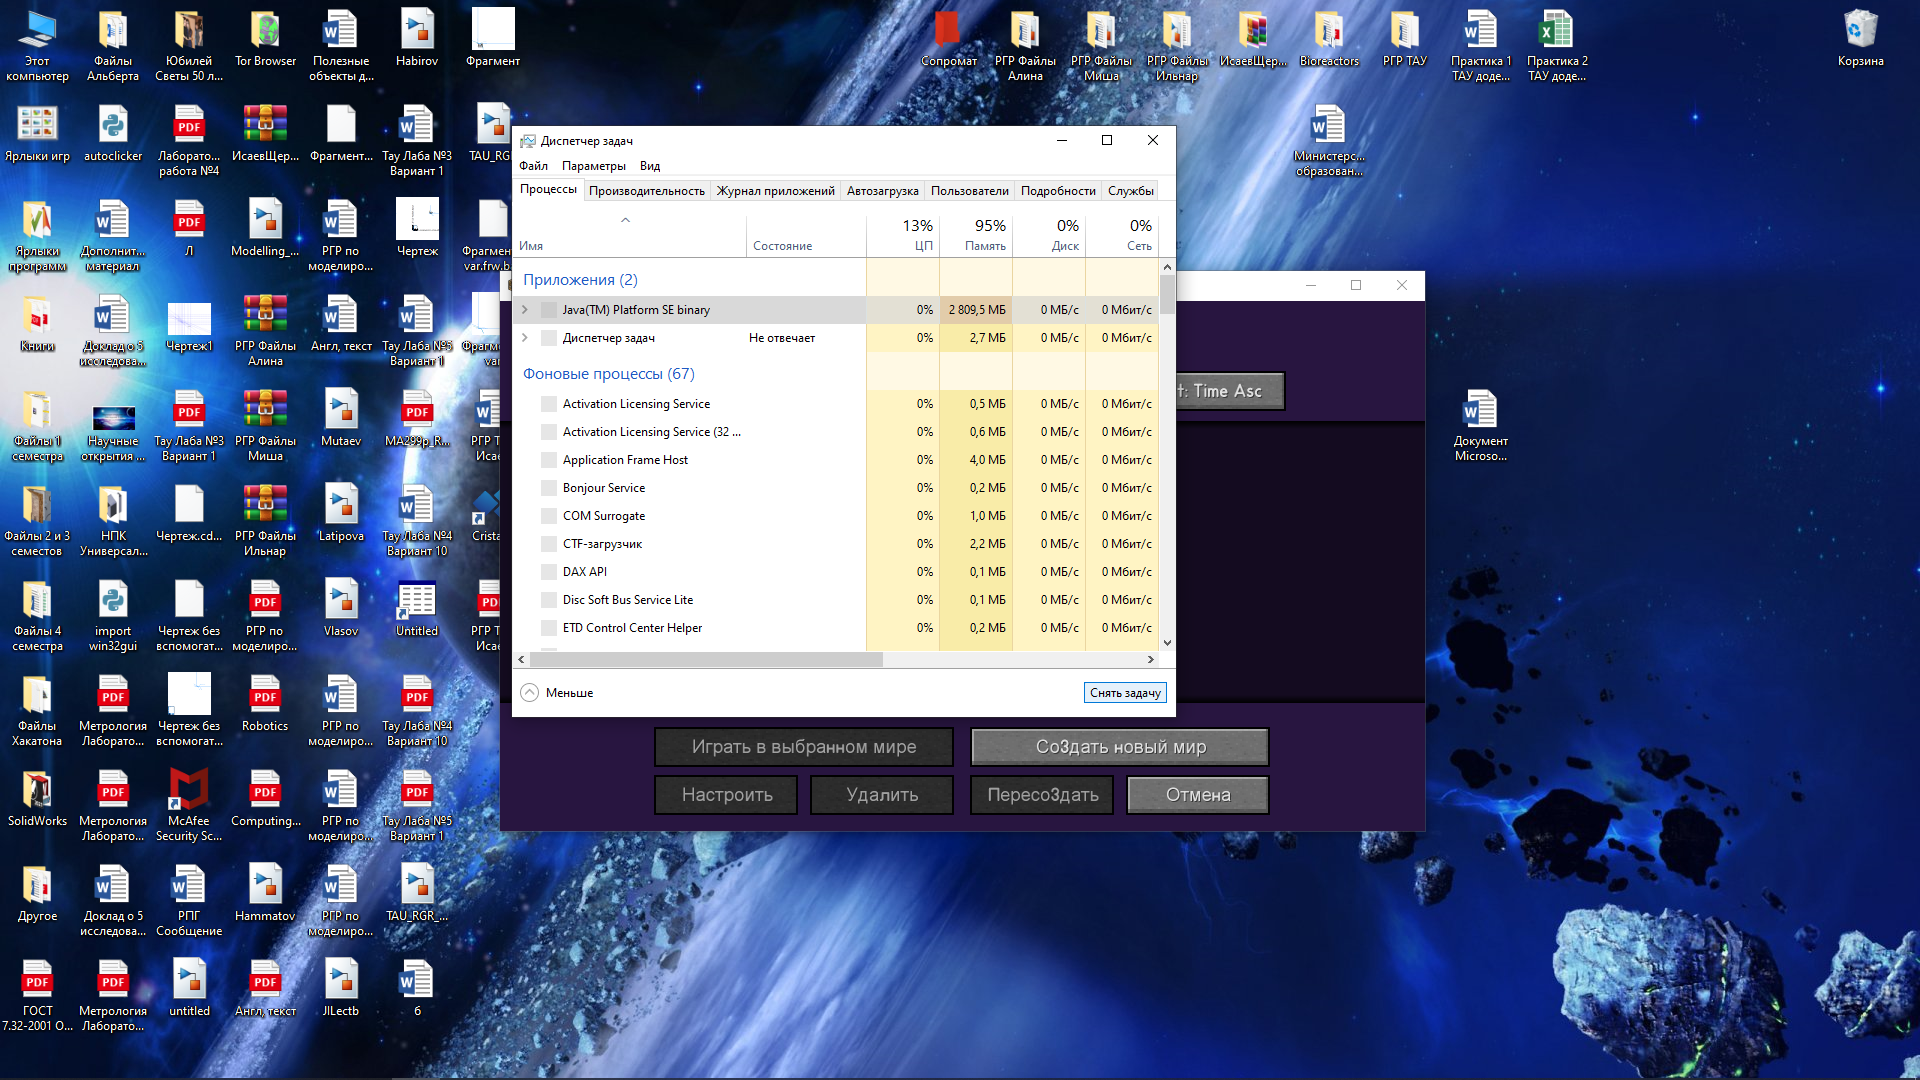 Этот
компьютер
Файлы
Альберта
Юбилей
Светы 50 л...
Tor Browser
Полезные
объекты д...
Habirov
Фрагмент
Сопромат
РГР Файлы
Алина
РГР Файлы
Миша
РГР Файлы
Ильнар
ИсаевЩер...
Bioreactors
РГР ТАУ
Практика 1
ТАУ доде...
Практика 2
ТАУ доде...
Корзина
Ярлыки игр
autoclicker
Лаборато...
работа №4
ИсаевЩер...
Фрагмент...
Тау Лаба №3
Вариант 1
TAU_RG
Министерс...
образован...
Ярлыки
программ
Дополнит...
материал
Л
Modelling_...
РГР по
моделиро...
Чертеж
Фрагмен
var.frw.b
Книги
Доклад о 5
исследова...
Чертеж1
РГР Файлы
Алина
Англ, текст
Тау Лаба №5
Вариант 1
Фрагм
var
Файлы 1
семестра
Научные
открытия ...
Тау Лаба №3
Вариант 1
РГР Файлы
Миша
Mutaev
MA299p_R...
РГР Т
Исае
Документ
Microso...
Файлы 2 и 3
семестов
НПК
Универсал...
Чертеж.cd...
РГР Файлы
Ильнар
Latipova
Тау Лаба №4
Вариант 10
Crista
Файлы 4
семестра
import
win32gui
Чертеж без
вспомогат...
РГР по
моделиро...
Vlasov
Untitled
РГР Т
Исае
Файлы
Хакатона
Метрология
Лаборато...
Чертеж без
вспомогат...
Robotics
РГР по
моделиро...
Тау Лаба №4
Вариант 10
SolidWorks
Метрология
Лаборато...
McAfee
Security Sc...
Computing...
РГР по
моделиро...
Тау Лаба №5
Вариант 1
Другое
Доклад о 5
исследова...
РПГ
Сообщение
Hammatov
РГР по
моделиро...
TAU_RGR_...
ГОСТ
7.32-2001 О...
Метрология
Лаборато...
untitled
Англ, текст
JILectb
6
Диспетчер задач
Файл Параметры Вид
Процессы Производительность Журнал приложений Автозагрузка Пользователи Подробности Службы
13% 95% 0% 0%
Имя Состояние ЦП Память Диск Сеть
Приложения (2)
Java(TM) Platform SE binary 0% 2 809,5 МБ 0 МБ/с 0 Мбит/с
Диспетчер задач Не отвечает 0% 2,7 МБ 0 МБ/с 0 Мбит/с
Фоновые процессы (67)
Activation Licensing Service 0% 0,5 МБ 0 МБ/с 0 Мбит/с
Activation Licensing Service (32 ... 0% 0,6 МБ 0 МБ/с 0 Мбит/с
Application Frame Host 0% 4,0 МБ 0 МБ/с 0 Мбит/с
Bonjour Service 0% 0,2 МБ 0 МБ/с 0 Мбит/с
COM Surrogate 0% 1,0 МБ 0 МБ/с 0 Мбит/с
CTF-загрузчик 0% 2,2 МБ 0 МБ/с 0 Мбит/с
DAX API 0% 0,1 МБ 0 МБ/с 0 Мбит/с
Disc Soft Bus Service Lite 0% 0,1 МБ 0 МБ/с 0 Мбит/с
ETD Control Center Helper 0% 0,2 МБ 0 МБ/с 0 Мбит/с
Меньше
Снять задачу
t: Time Asc
Играть в выбранном мире
Создать новый мир
Настроить
Удалить
Пересоздать
Отмена